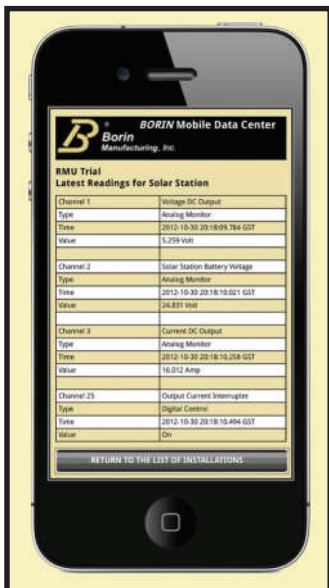 BORIN Mobile Data Center
B®
Borin
Manufacturing, Inc.
RMU Trial
Latest Readings for Solar Station
Channel 1 Voltage DC Output
Type Analog Monitor
Time 2012-10-30 20:18:09.784 GST
Value 5.259 Volt
Channel 2 Solar Station Battery Voltage
Type Analog Monitor
Time 2012-10-30 20:18:10.021 GST
Value 24.831 Volt
Channel 3 Current DC Output
Type Analog Monitor
Time 2012-10-30 20:18:10.258 GST
Value 16.012 Amp
Channel 25 Output Current Interrupter
Type Digital Control
Time 2012-10-30 20:18:10.494 GST
Value On
RETURN TO THE LIST OF INSTALLATIONS